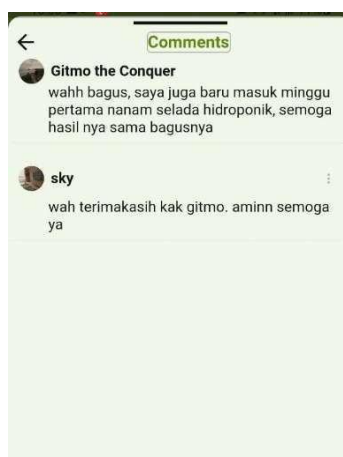 Comments
Gitmo the Conquer
wahh bagus, saya juga baru masuk minggu
pertama nanam selada hidroponik, semoga
hasil nya sama bagusnya
sky
wah terimakasih kak gitmo. aminn semoga
ya